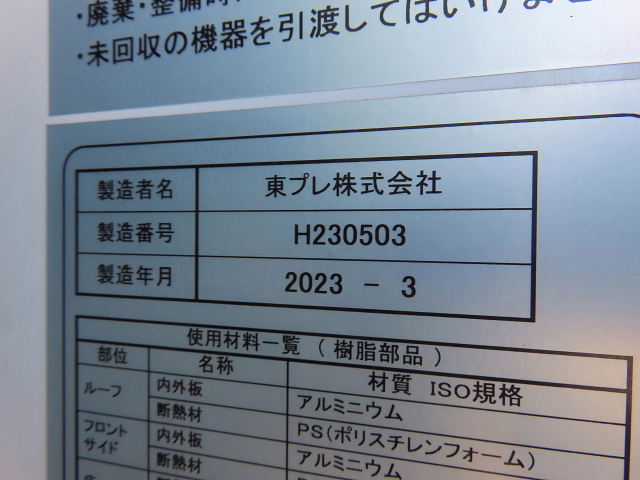 ・廃棄・整備時
・未回収の機器を引渡してはいけませ
製造者名 東プレ株式会社
製造番号 H230503
製造年月 2023 - 3
使用材料一覧 ( 樹脂部品 )
部位 名称 材質 ISO規格
ルーフ 内外板 アルミニウム
断熱材 PS(ポリスチレンフォーム)
フロントサイド 内外板 アルミニウム
断熱材